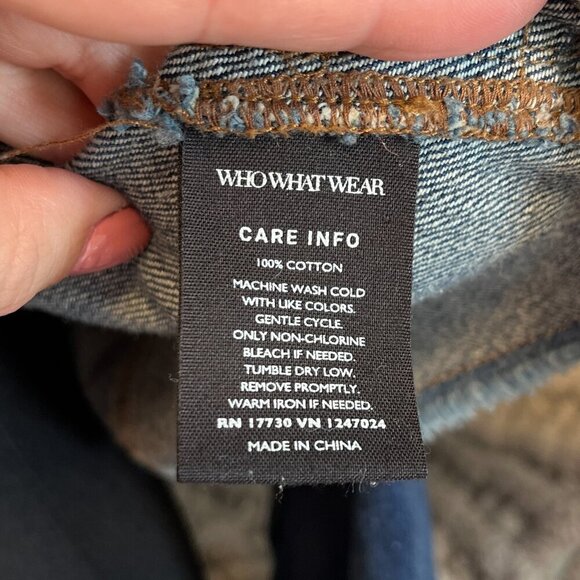 WHO WHAT WEAR
CARE INFO
100% COTTON
MACHINE WASH COLD
WITH LIKE COLORS.
GENTLE CYCLE.
ONLY NON-CHLORINE
BLEACH IF NEEDED.
TUMBLE DRY LOW.
REMOVE PROMPTLY.
WARM IRON IF NEEDED.
RN 17730 VN 1247024
MADE IN CHINA